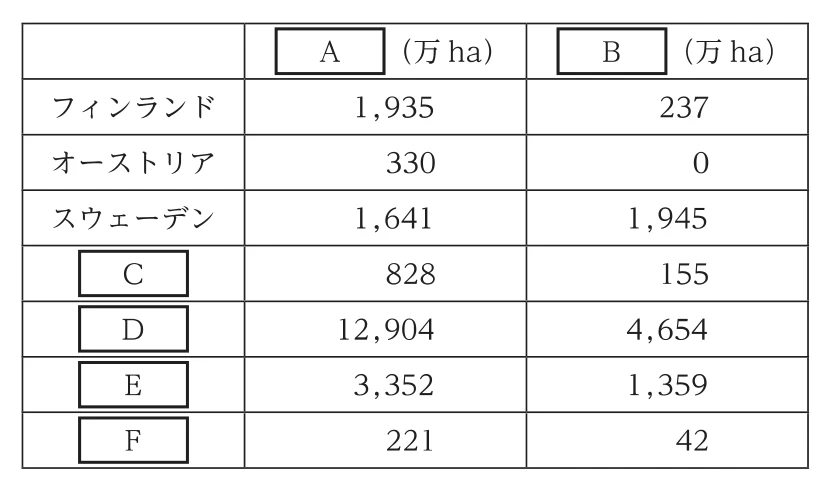 A （万 ha） B （万 ha）
フィンランド 1,935 237
オーストリア 330 0
スウェーデン 1,641 1,945
C 828 155
D 12,904 4,654
E 3,352 1,359
F 221 42